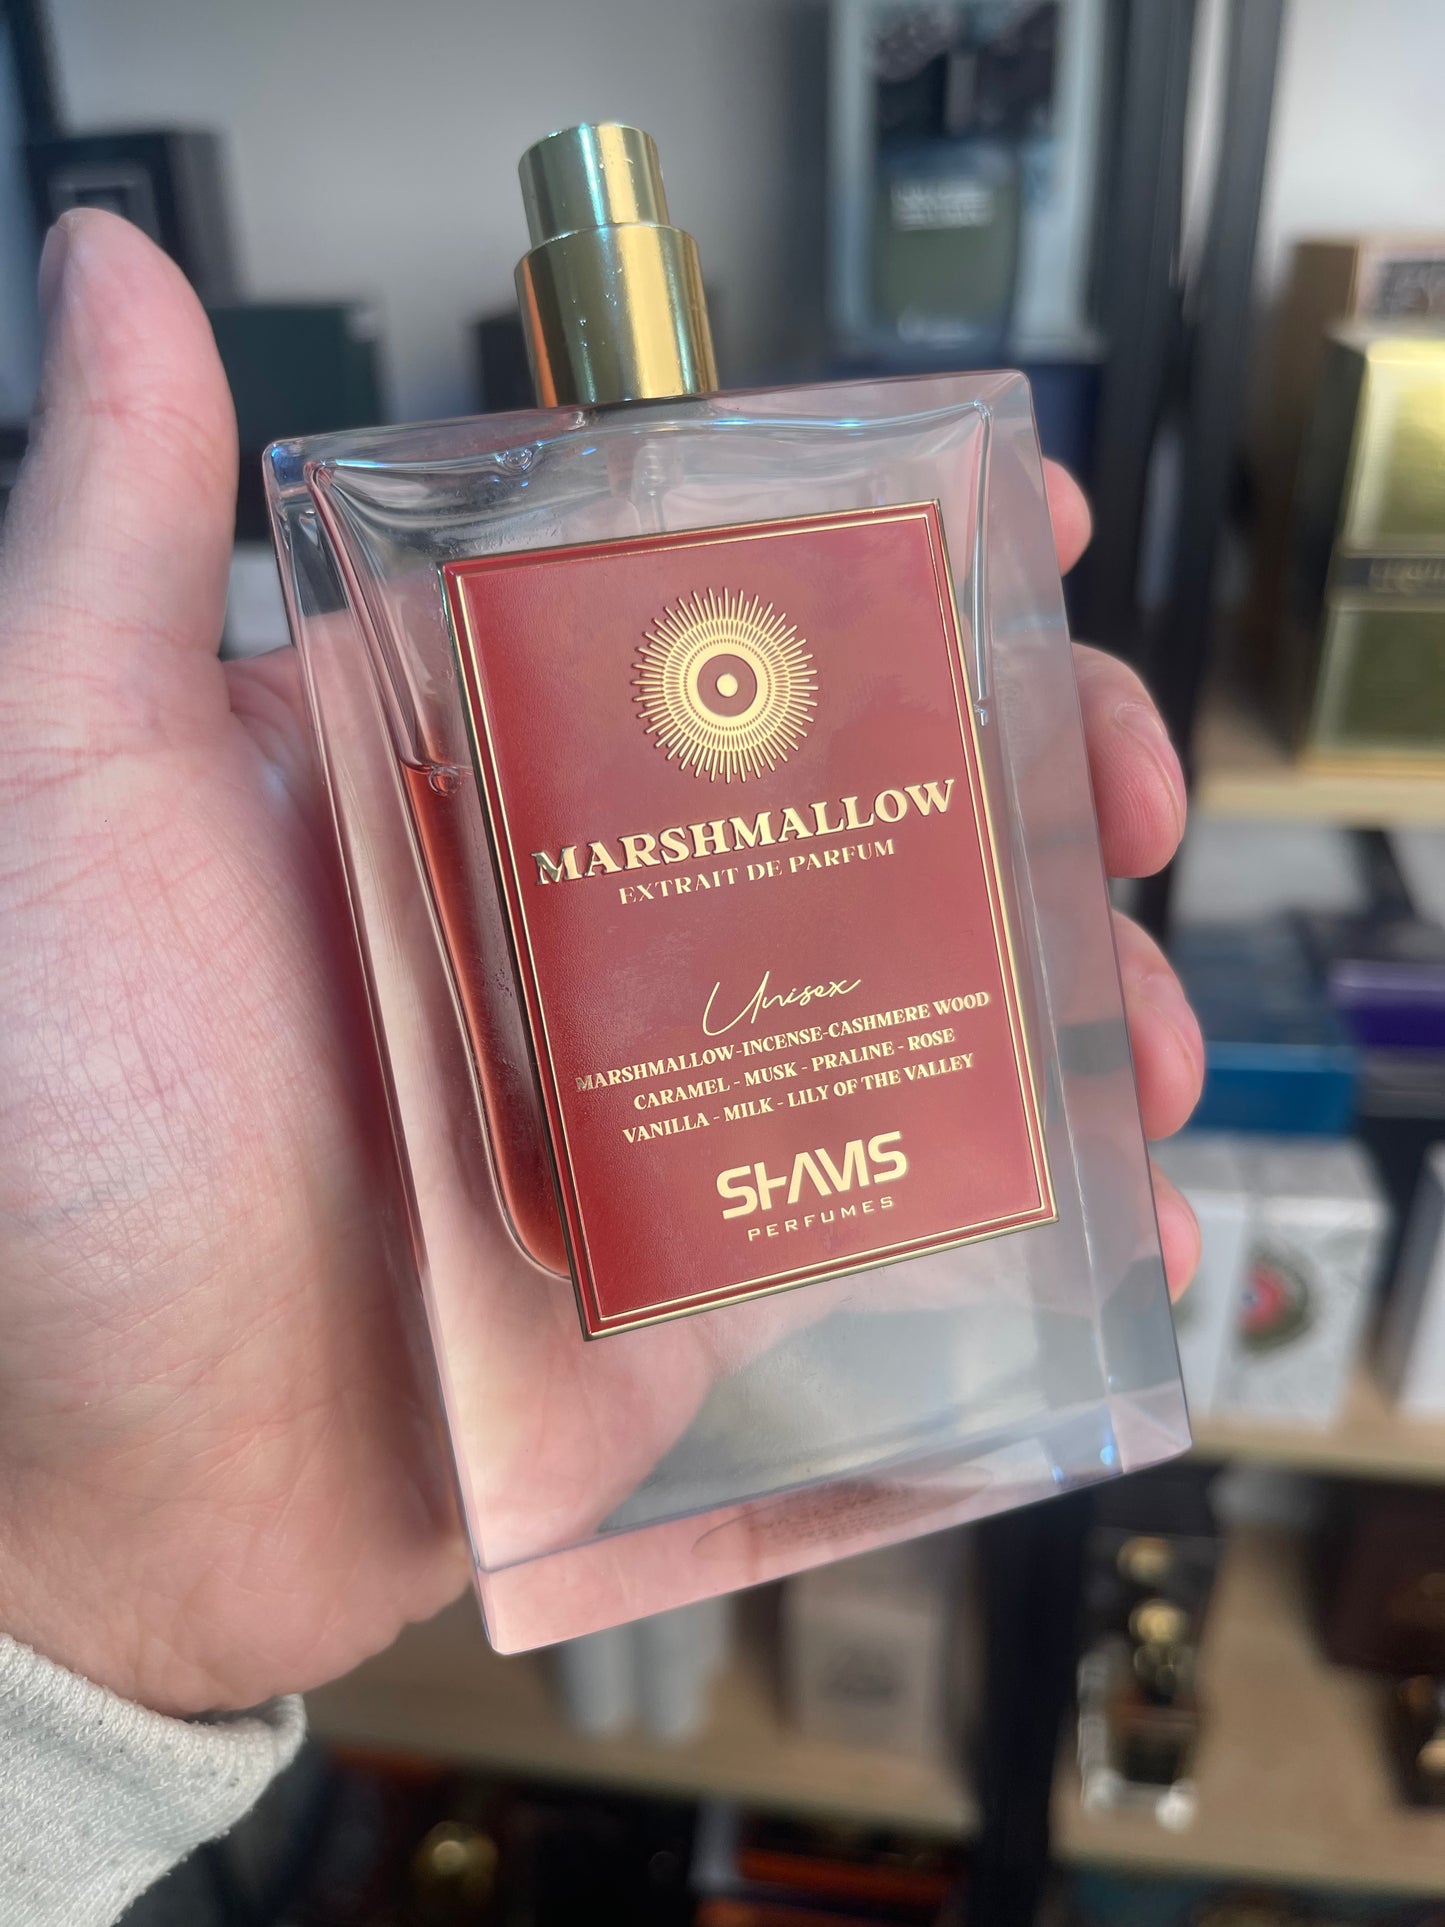 MARSHMALLOW
EXTRAIT DE PARFUM
Unisex
MARSHMALLOW-INCENSE-CASHMERE WOOD
CARAMEL - MUSK - PRALINE - ROSE
VANILLA - MILK - LILY OF THE VALLEY
SHAVIS
PERFUMES